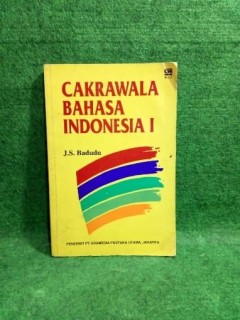 CAKRAWALA
BAHASA
INDONESIA I
J.S. Badudu
PENERBIT PT GRAMEDIA PUSTAKA UTAMA, JAKARTA